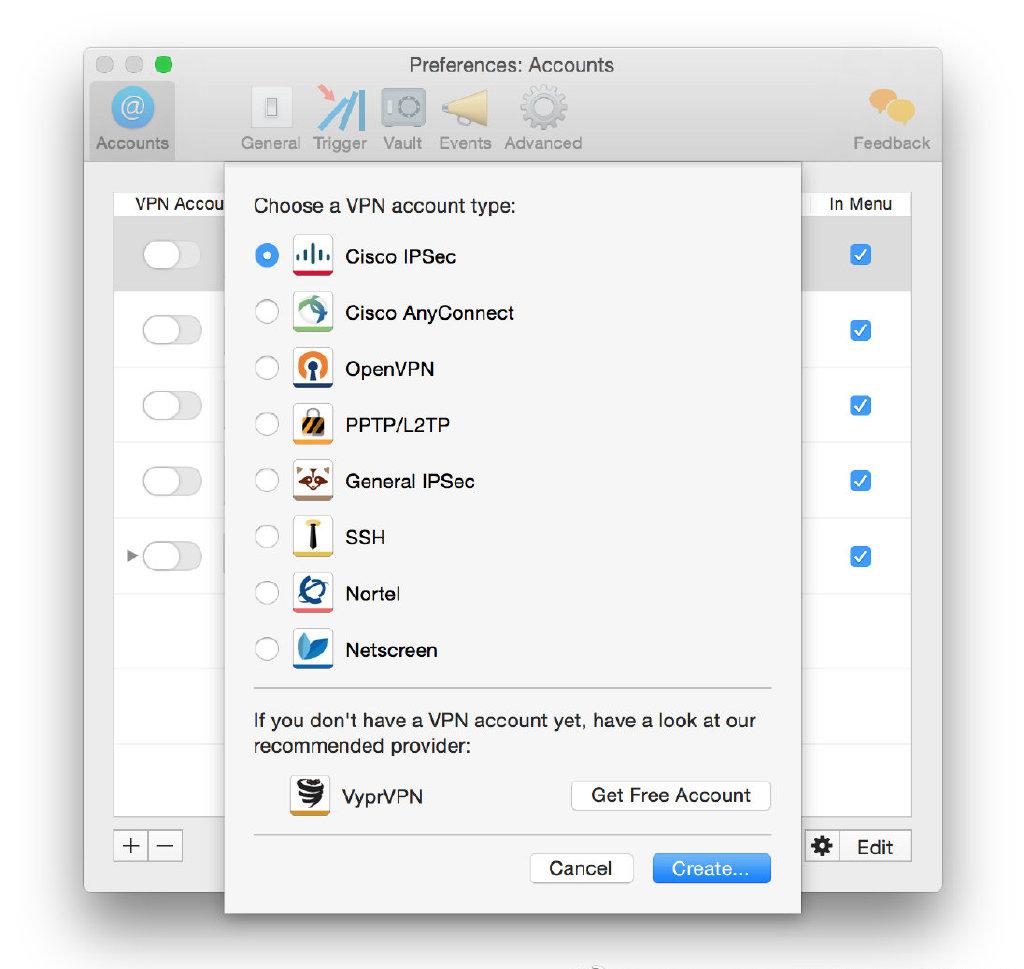 Preferences: Accounts
Accounts General Trigger Vault Events Advanced Feedback
VPN Accou
In Menu
Choose a VPN account type:
Cisco IPSec
Cisco AnyConnect
OpenVPN
PPTP/L2TP
General IPSec
SSH
Nortel
Netscreen
If you don't have a VPN account yet, have a look at our
recommended provider:
VyprVPN Get Free Account
Edit
Cancel Create...